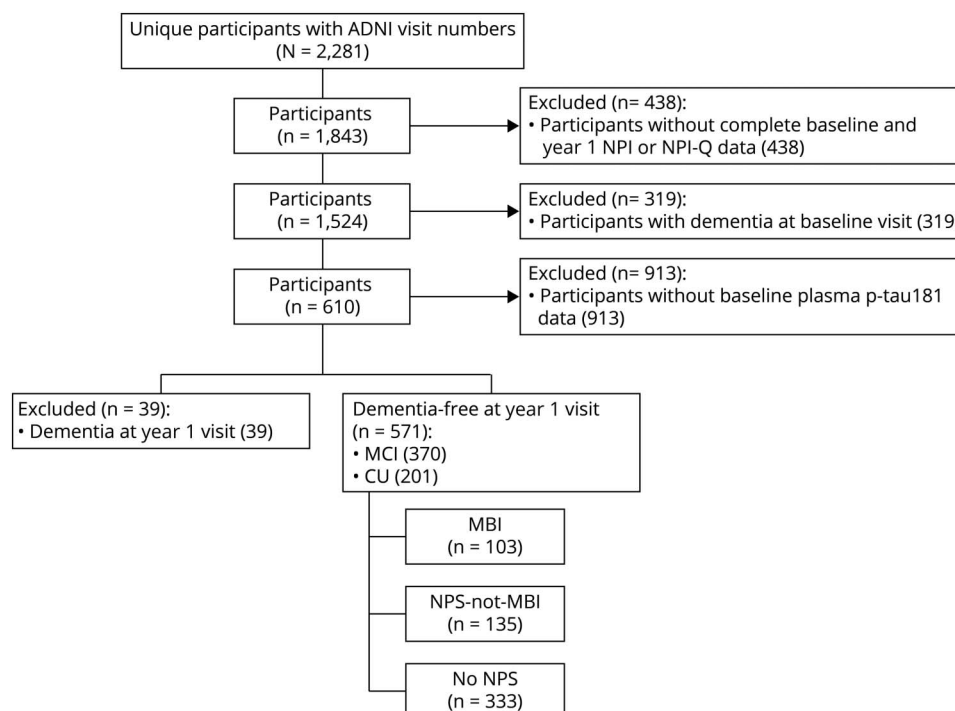 Unique participants with ADNI visit numbers
(N = 2,281)
Participants
(n = 1,843)
Excluded (n= 438):
• Participants without complete baseline and
year 1 NPI or NPI-Q data (438)
Participants
(n = 1,524)
Excluded (n= 319):
• Participants with dementia at baseline visit (319
Participants
(n = 610)
Excluded (n= 913):
• Participants without baseline plasma p-tau181
data (913)
Excluded (n = 39):
• Dementia at year 1 visit (39)
Dementia-free at year 1 visit
(n = 571):
• MCI (370)
• CU (201)
MBI
(n = 103)
NPS-not-MBI
(n = 135)
No NPS
(n = 333)